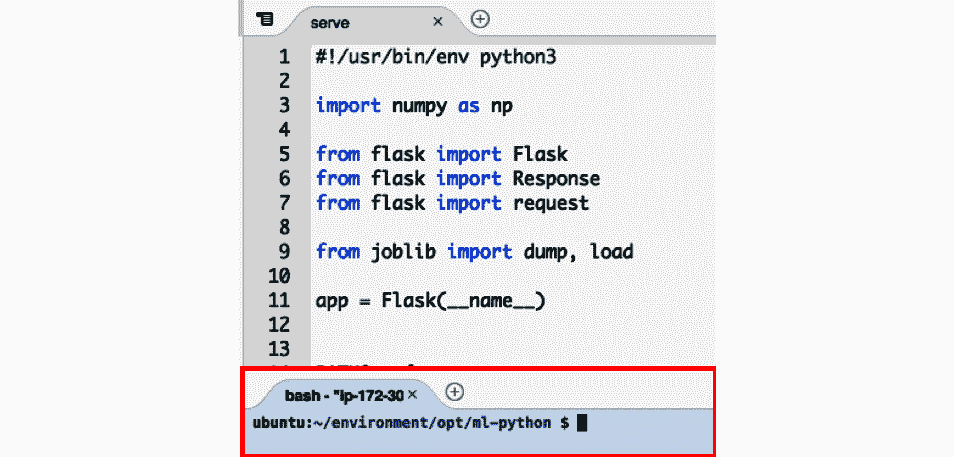 serve
1 #!/usr/bin/env python3
2
3 import numpy as np
4
5 from flask import Flask
6 from flask import Response
7 from flask import request
8
9 from joblib import dump, load
10
11 app = Flask(__name__)
12
13
bash - "ip-172-30
ubuntu:~/environment/opt/ml-python $